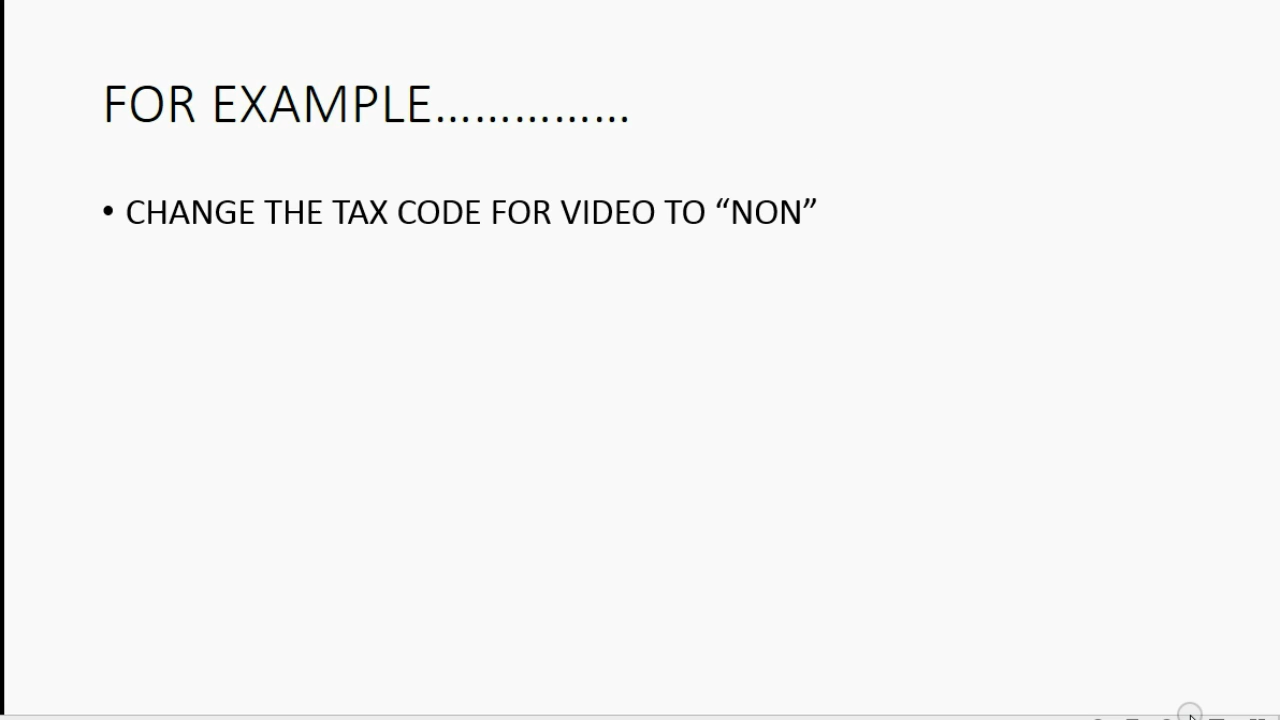 FOR EXAMPLE……………
• CHANGE THE TAX CODE FOR VIDEO TO “NON”